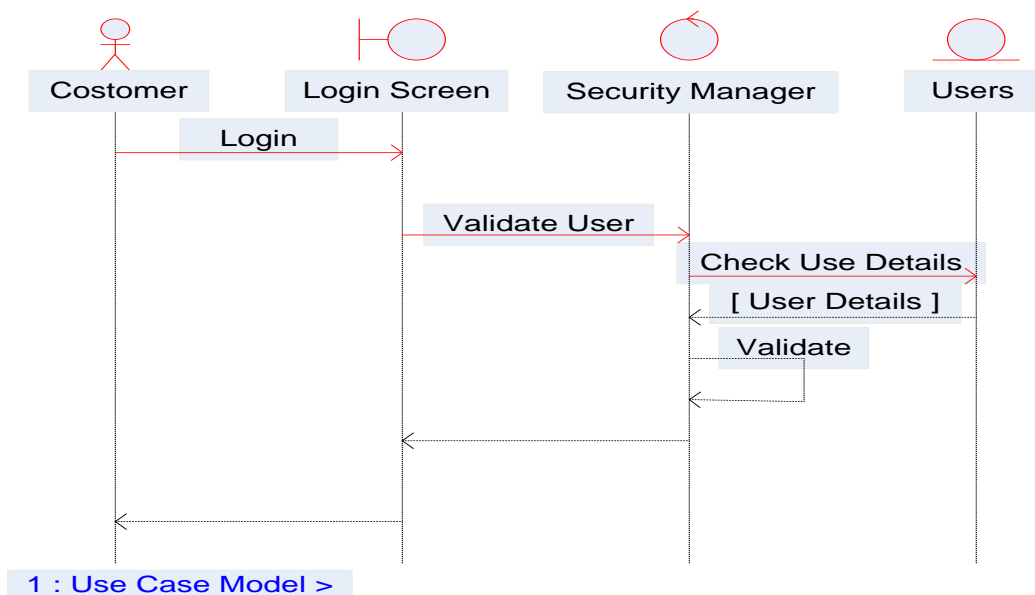 Costomer
Login Screen
Security Manager
Users
Login
Validate User
Check Use Details
[ User Details ]
Validate
1 : Use Case Model >